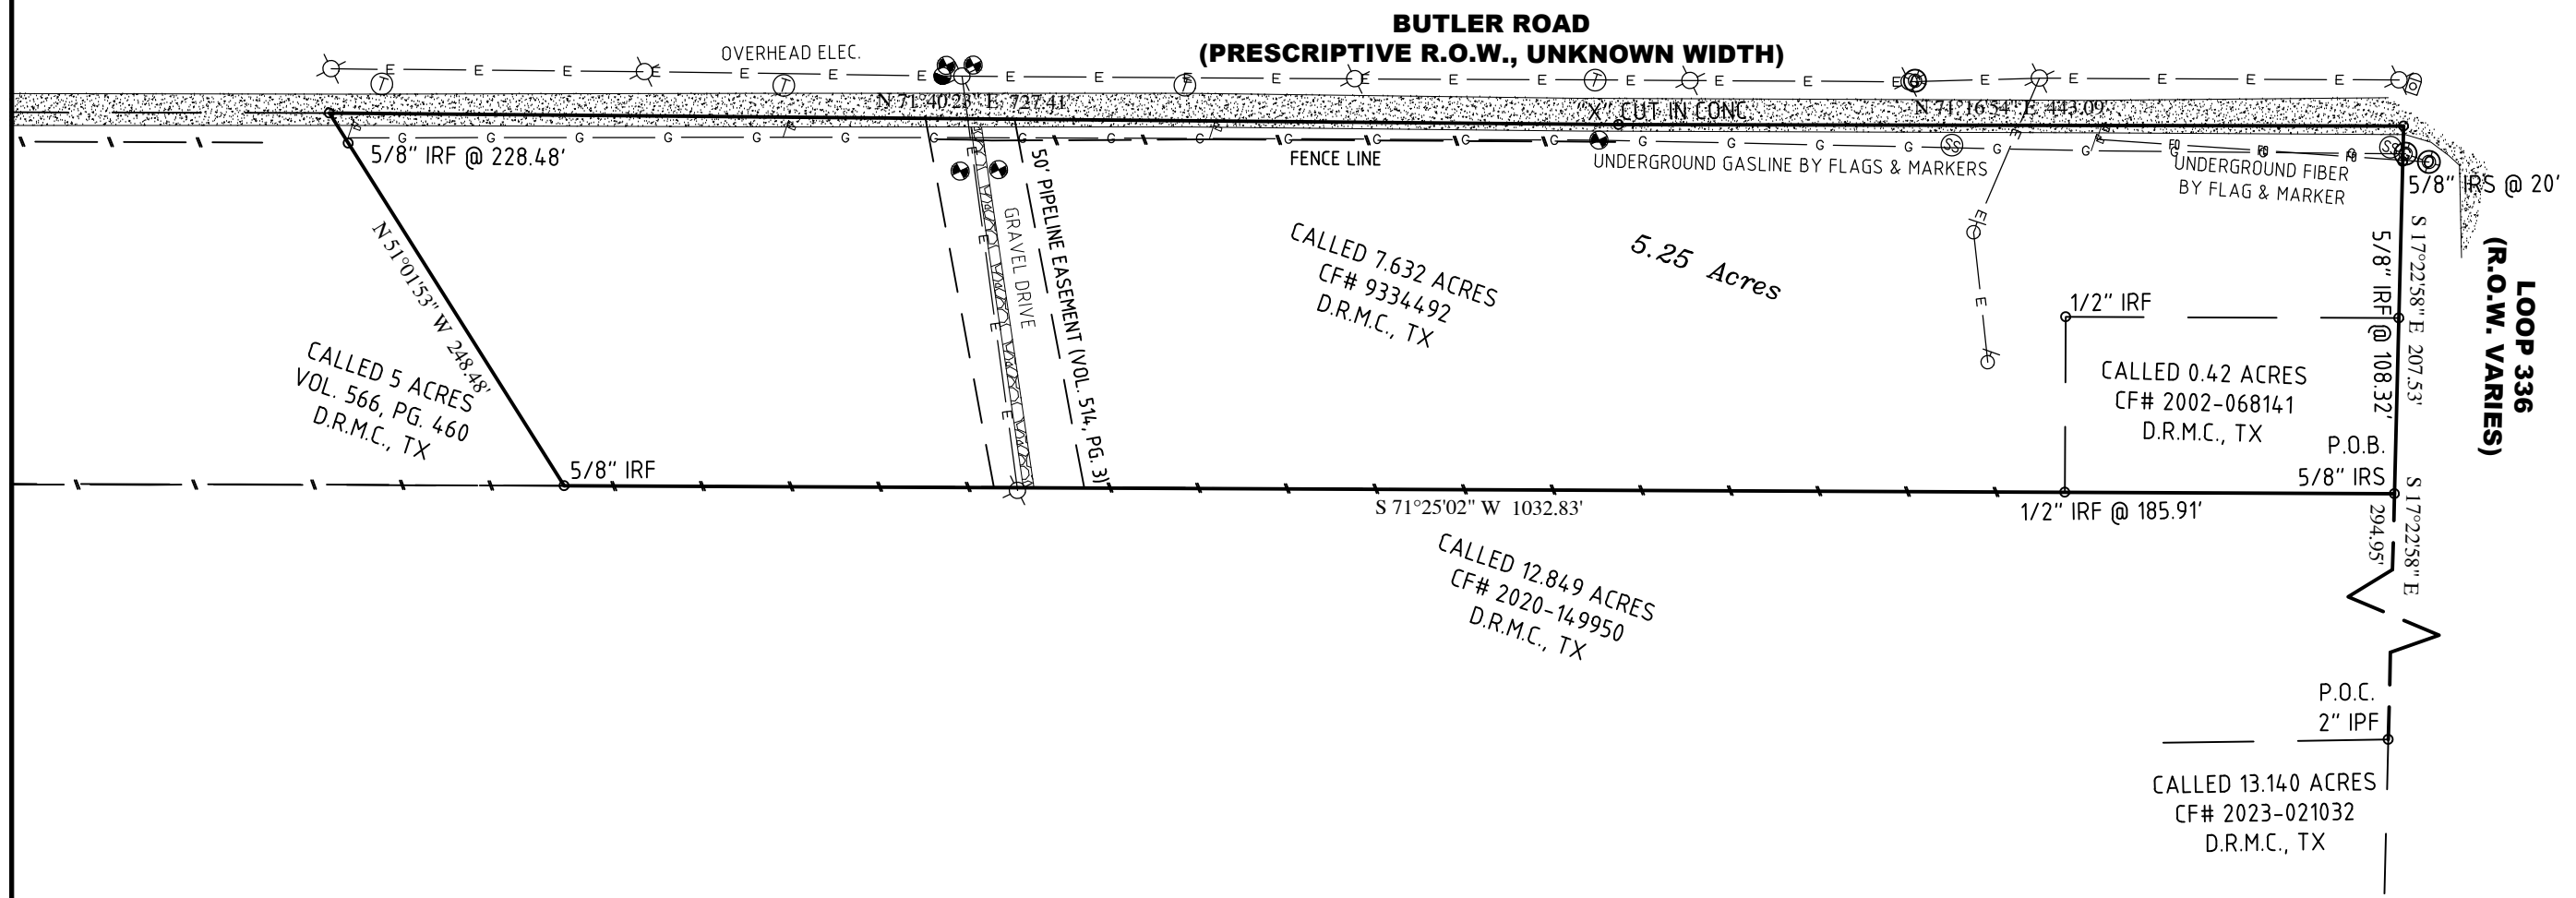 BUTLER ROAD
(PRESCRIPTIVE R.O.W., UNKNOWN WIDTH)
OVERHEAD ELEC.
N 71°40'23" E 727.41'
"X" CUT IN CONC.
N 71°16'54" E 443.09'
5/8" IRF @ 228.48'
FENCE LINE
UNDERGROUND GASLINE BY FLAGS & MARKERS
UNDERGROUND FIBER
BY FLAG & MARKER
5/8" IRS @ 20'
N 51°01'53" W 248.48'
GRAVEL DRIVE
50' PIPELINE EASEMENT (VOL. 514, PG. 3)
CALLED 7.632 ACRES
CF# 9334492
D.R.M.C., TX
5.25 Acres
S 17°22'58" E 207.53'
5/8" IRF @ 108.32'
LOOP 336
(R.O.W. VARIES)
1/2" IRF
CALLED 0.42 ACRES
CF# 2002-068141
D.R.M.C., TX
CALLED 5 ACRES
VOL. 566, PG. 460
D.R.M.C., TX
P.O.B.
5/8" IRS
5/8" IRF
S 71°25'02" W 1032.83'
1/2" IRF @ 185.91'
S 17°22'58" E
294.95'
CALLED 12.849 ACRES
CF# 2020-149950
D.R.M.C., TX
P.O.C.
2" IPF
CALLED 13.140 ACRES
CF# 2023-021032
D.R.M.C., TX